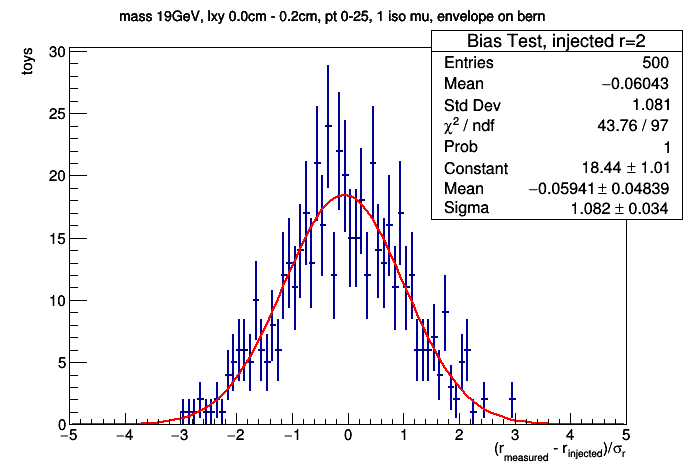 mass 19GeV, lxy 0.0cm - 0.2cm, pt 0-25, 1 iso mu, envelope on bern
Bias Test, injected r=2
Entries 500
Mean −0.06043
Std Dev 1.081
χ² / ndf 43.76 / 97
Prob 1
Constant 18.44 ± 1.01
Mean −0.05941 ± 0.04839
Sigma 1.082 ± 0.034
toys
30
25
20
15
10
5
0
−5 −4 −3 −2 −1 0 1 2 3 4 5
(r_measured - r_injected)/σ_r